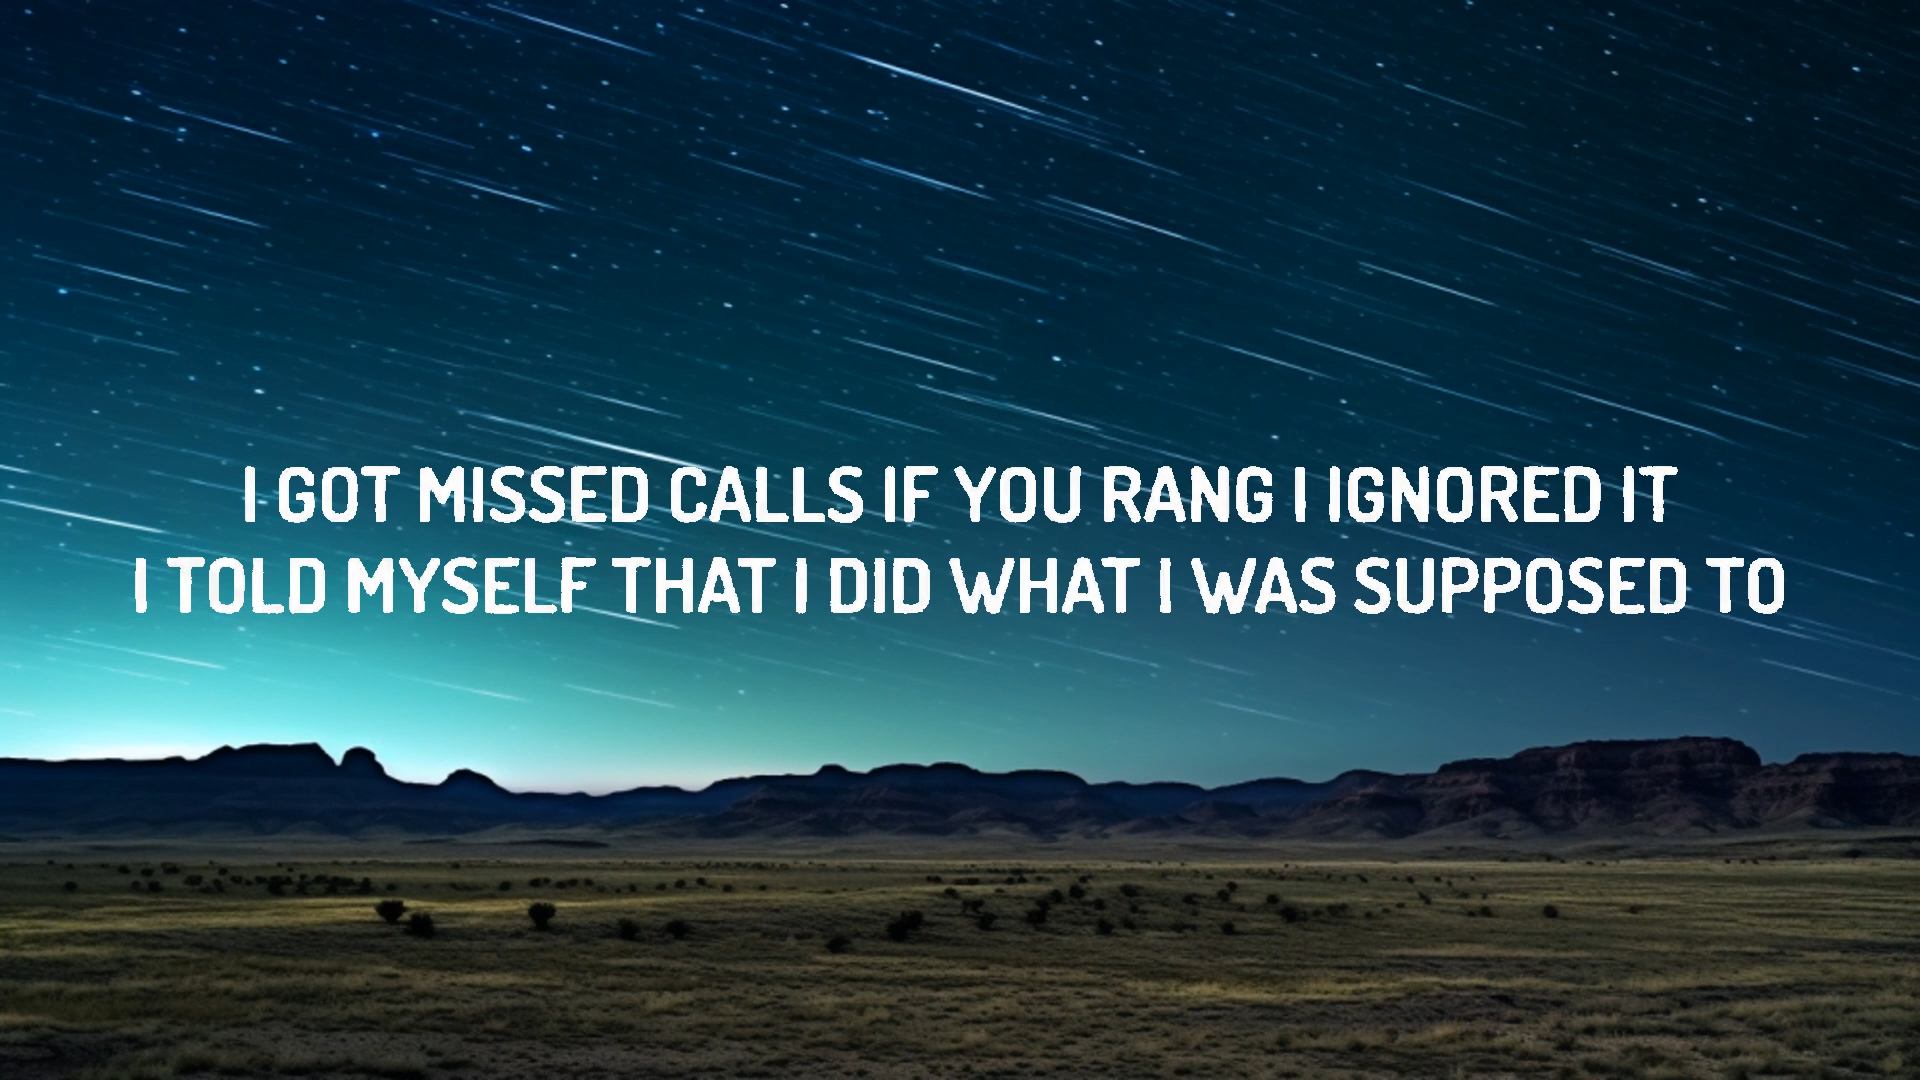 I GOT MISSED CALLS IF YOU RANG I IGNORED IT
I TOLD MYSELF THAT I DID WHAT I WAS SUPPOSED TO